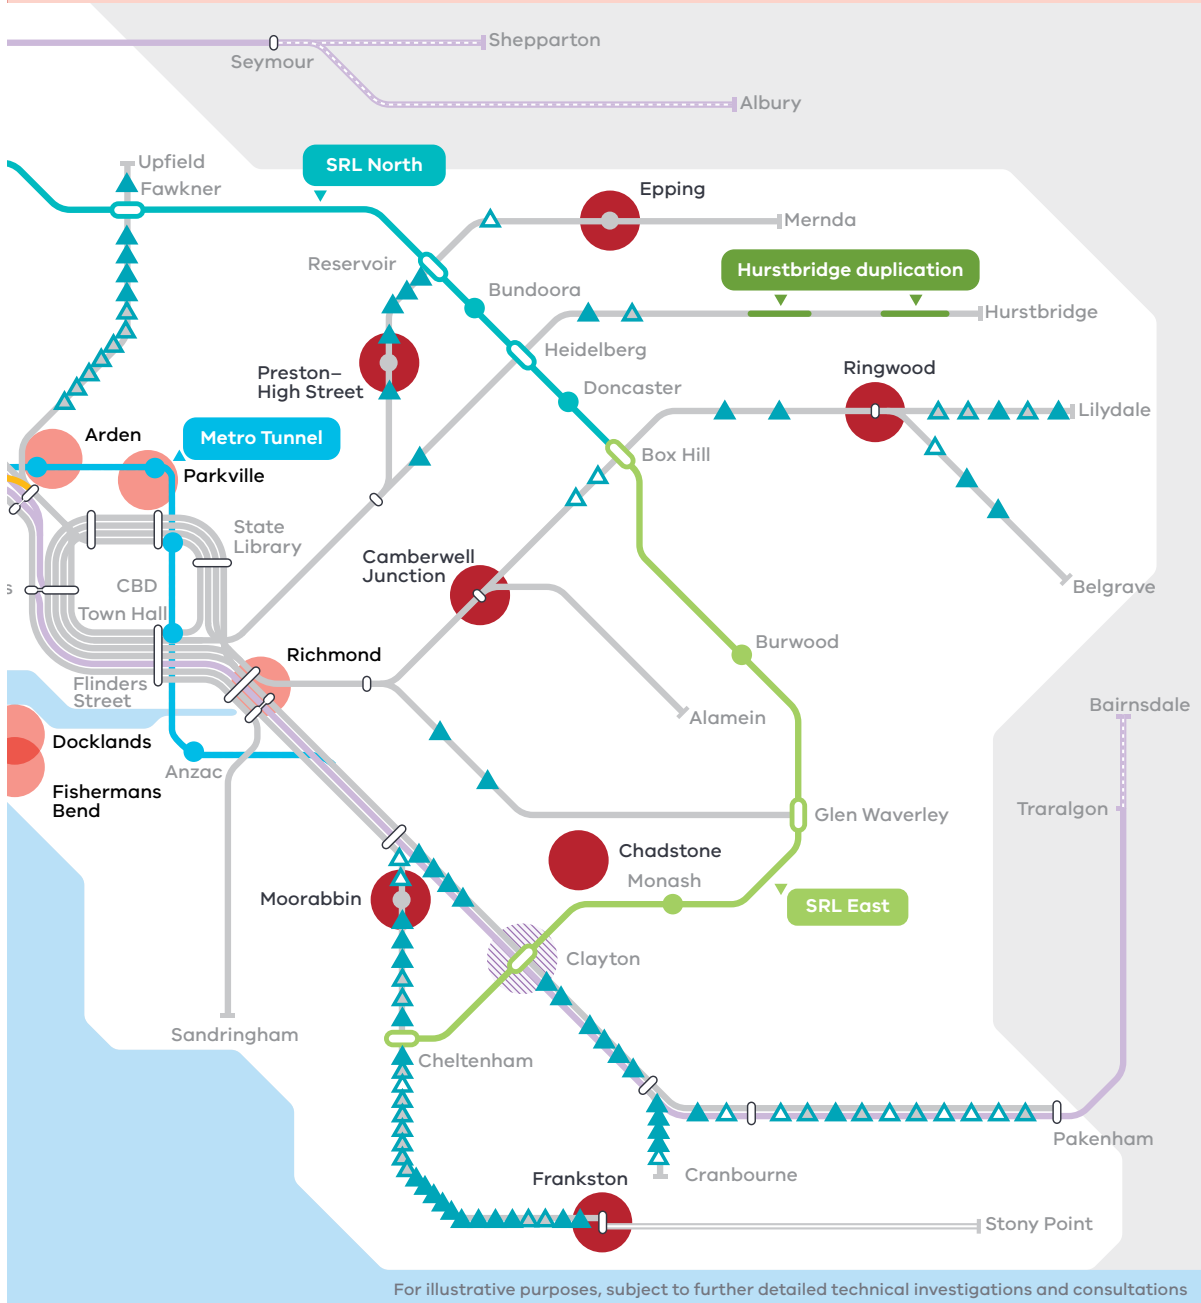 Shepparton
Seymour
Albury
Upfield
Fawkner
SRL North
Epping
Mernda
Reservoir
Hurstbridge duplication
Bundoora
Hurstbridge
Heidelberg
Preston–
High Street
Doncaster
Ringwood
Lilydale
Arden
Metro Tunnel
Parkville
Box Hill
State
Library
Camberwell
Junction
CBD
s
Belgrave
Town Hall
Burwood
Richmond
Flinders
Street
Alamein
Bairnsdale
Docklands
Anzac
Fishermans
Bend
Traralgon
Glen Waverley
Chadstone
Monash
Moorabbin
SRL East
Clayton
Sandringham
Cheltenham
Pakenham
Cranbourne
Frankston
Stony Point
For illustrative purposes, subject to further detailed technical investigations and consultations